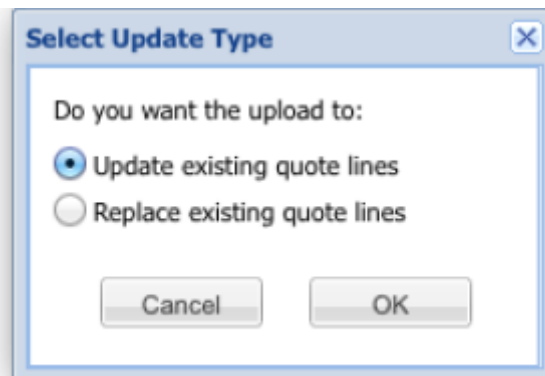 Select Update Type
Do you want the upload to:
Update existing quote lines
Replace existing quote lines
Cancel OK